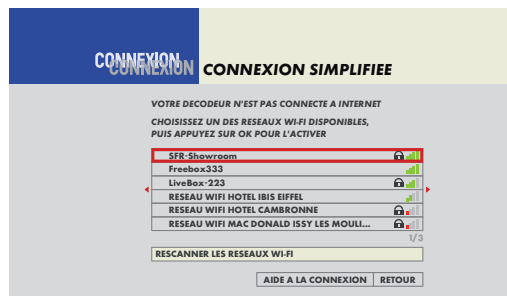 CONNEXION
CONNEXION
CONNEXION SIMPLIFIEE
VOTRE DECODEUR N'EST PAS CONNECTE A INTERNET
CHOISISSEZ UN DES RESEAUX WI-FI DISPONIBLES,
PUIS APPUYEZ SUR OK POUR L'ACTIVER
SFR-Showroom
Freebox333
LiveBox-223
RESEAU WIFI HOTEL IBIS EIFFEL
RESEAU WIFI HOTEL CAMBRONNE
RESEAU WIFI MAC DONALD ISSY LES MOULI...
1/3
RESCANNER LES RESEAUX WI-FI
AIDE A LA CONNEXION RETOUR